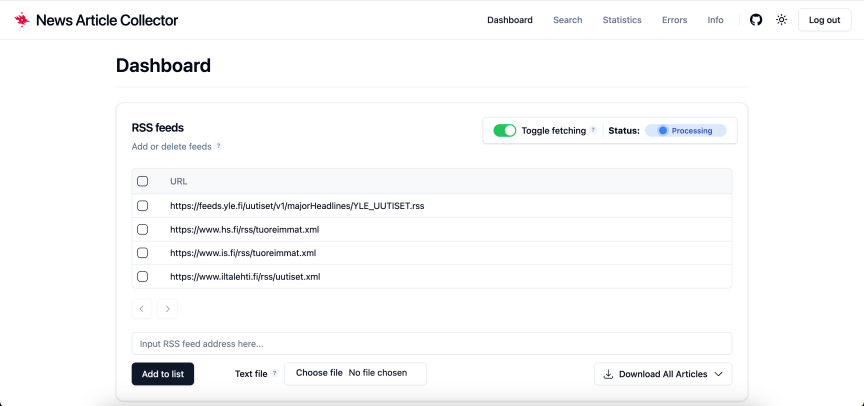 News Article Collector
Dashboard Search Statistics Errors Info Log out
Dashboard
RSS feeds
Add or delete feeds ?
Toggle fetching ? Status: Processing
URL
https://feeds.yle.fi/uutiset/v1/majorHeadlines/YLE_UUTISET.rss
https://www.hs.fi/rss/tuoreimmat.xml
https://www.is.fi/rss/tuoreimmat.xml
https://www.iltalehti.fi/rss/uutiset.xml
Input RSS feed address here...
Add to list Text file ? Choose file No file chosen Download All Articles